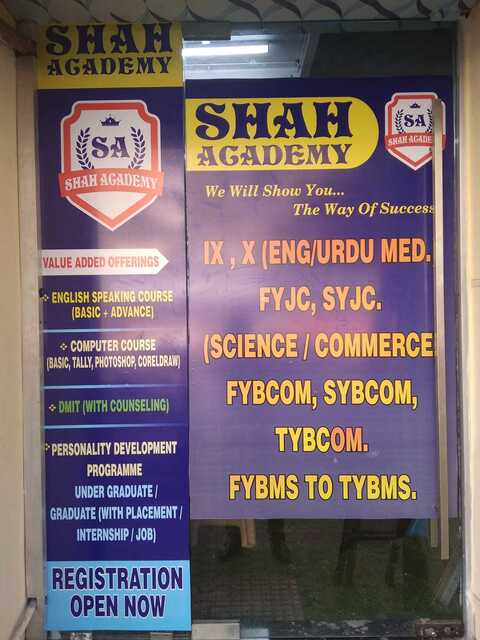 SHAH
ACADEMY
SA
SHAH ACADEMY
VALUE ADDED OFFERINGS
ENGLISH SPEAKING COURSE
(BASIC + ADVANCE)
COMPUTER COURSE
(BASIC, TALLY, PHOTOSHOP, CORELDRAW)
DMIT (WITH COUNSELING)
PERSONALITY DEVELOPMENT
PROGRAMME
UNDER GRADUATE /
GRADUATE (WITH PLACEMENT /
INTERNSHIP / JOB)
REGISTRATION
OPEN NOW
SHAH
ACADEMY
SA
SHAH ACADE
We Will Show You...
The Way Of Success
IX , X (ENG/URDU MED.
FYJC, SYJC.
(SCIENCE / COMMERCE
FYBCOM, SYBCOM,
TYBCOM.
FYBMS TO TYBMS.